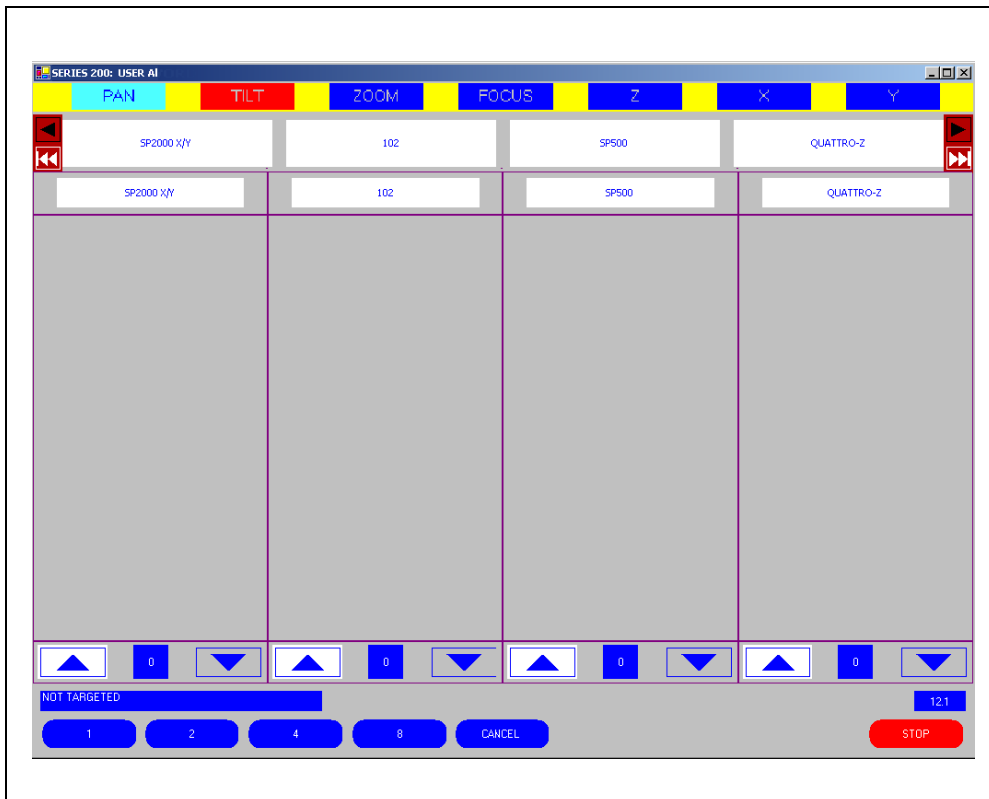 SERIES 200: USER Al
PAN TILT ZOOM FOCUS Z X Y
SP2000 X/Y 102 SP500 QUATTRO-Z
SP2000 X/Y 102 SP500 QUATTRO-Z
0 0 0 0
NOT TARGETED 12.1
1 2 4 8 CANCEL STOP